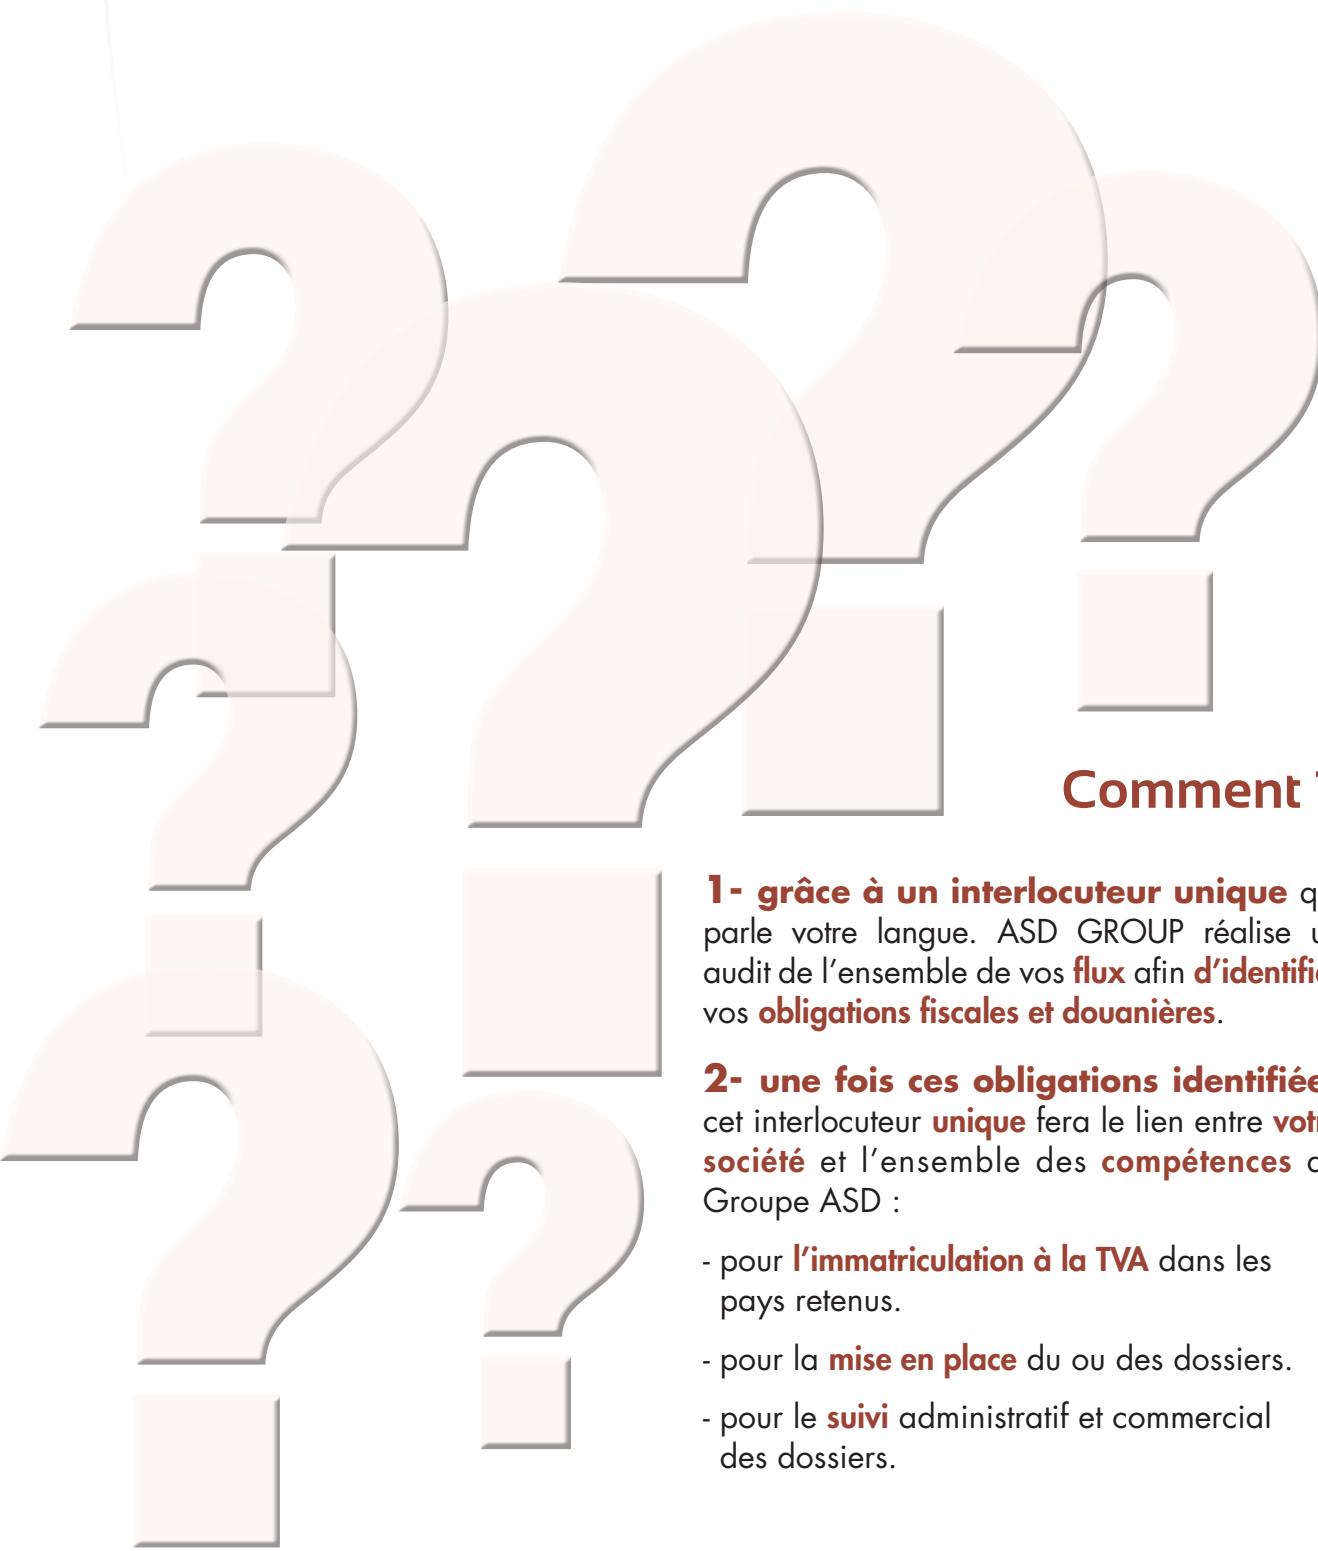 Comment
1- grâce à un interlocuteur unique
parle votre langue. ASD GROUP réalise
audit de l’ensemble de vos flux afin
vos obligations fiscales et douanières.
2- une fois ces obligations
cet interlocuteur unique fera le lien entre
société et l’ensemble des compétences
Groupe ASD :
- pour l’immatriculation à la TVA dans les
pays retenus.
- pour la mise en place du ou des dossiers.
- pour le suivi administratif et commercial
des dossiers.